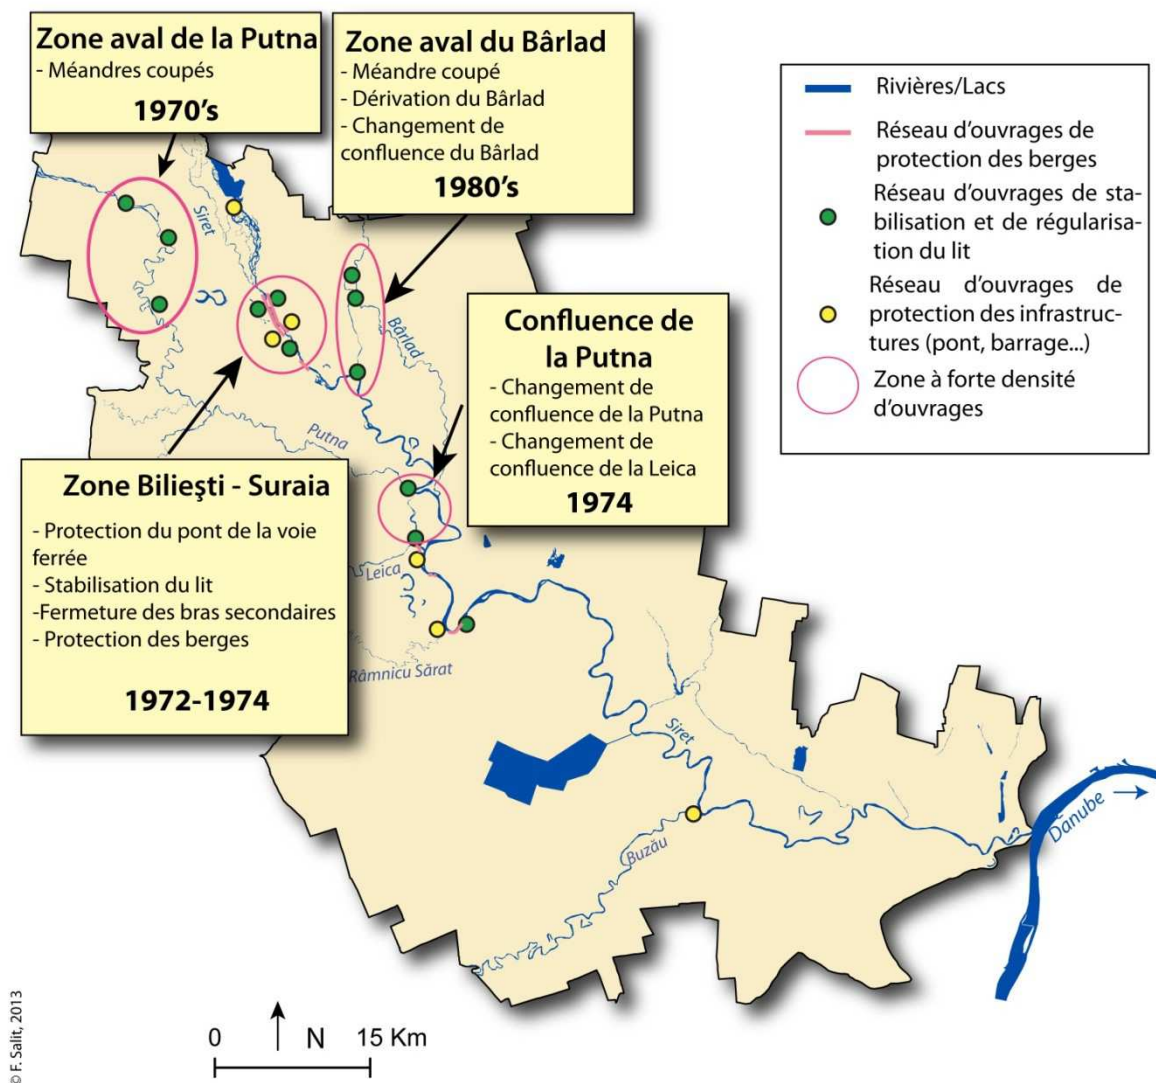 Zone aval de la Putna
- Méandres coupés
1970's
Zone aval du Bârlad
- Méandre coupé
- Dérivation du Bârlad
- Changement de
confluence du Bârlad
1980's
Rivières/Lacs
Réseau d'ouvrages de
protection des berges
Réseau d'ouvrages de sta-
bilisation et de régularisa-
tion du lit
Réseau d'ouvrages de
protection des infrastruc-
tures (pont, barrage...)
Zone à forte densité
d'ouvrages
Siret
Bârlad
Confluence de
la Putna
- Changement de
confluence de la Putna
- Changement de
confluence de la Leica
1974
Putna
Zone Bilieşti - Suraia
- Protection du pont de la voie
ferrée
- Stabilisation du lit
-Fermeture des bras secondaires
- Protection des berges
1972-1974
Leica
Râmnicu Sărat
Siret
Buzău
Danube
© F. Salit, 2013
0 N 15 Km